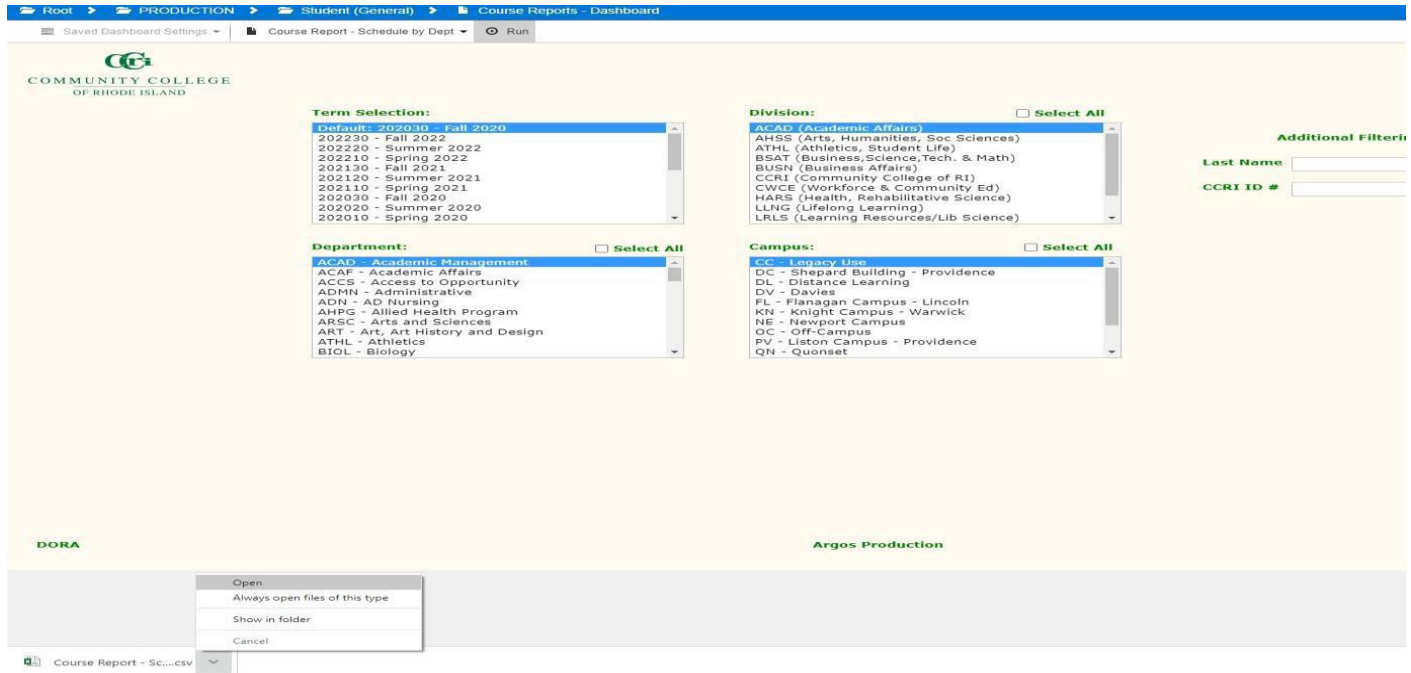 Root > PRODUCTION > Student (General) > Course Reports - Dashboard
Saved Dashboard Settings Course Report - Schedule by Dept Run
CCRi
COMMUNITY COLLEGE
OF RHODE ISLAND
Term Selection:
Default: 202030 - Fall 2020
202230 - Fall 2022
202220 - Summer 2022
202210 - Spring 2022
202130 - Fall 2021
202120 - Summer 2021
202110 - Spring 2021
202030 - Fall 2020
202020 - Summer 2020
202010 - Spring 2020
Division: Select All
ACAD (Academic Affairs)
AHSS (Arts, Humanities, Soc Sciences)
ATHL (Athletics, Student Life)
BSAT (Business,Science,Tech. & Math)
BUSN (Business Affairs)
CCRI (Community College of RI)
CWCE (Workforce & Community Ed)
HARS (Health, Rehabilitative Science)
LLNG (Lifelong Learning)
LRLS (Learning Resources/Lib Science)
Additional Filterin
Last Name
CCRI ID #
Department: Select All
ACAD - Academic Management
ACAF - Academic Affairs
ACCS - Access to Opportunity
ADMN - Administrative
ADN - AD Nursing
AHPG - Allied Health Program
ARSC - Arts and Sciences
ART - Art, Art History and Design
ATHL - Athletics
BIOL - Biology
Campus: Select All
CC - Legacy Use
DC - Shepard Building - Providence
DL - Distance Learning
DV - Davies
FL - Flanagan Campus - Lincoln
KN - Knight Campus - Warwick
NE - Newport Campus
OC - Off-Campus
PV - Liston Campus - Providence
QN - Quonset
DORA
Argos Production
Open
Always open files of this type
Show in folder
Cancel
Course Report - Sc....csv